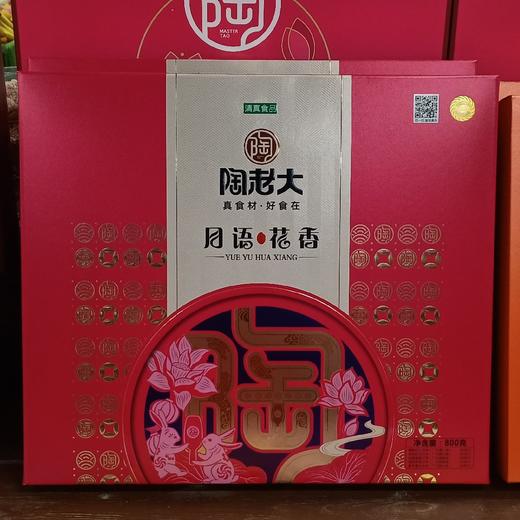 陶
MASTER
TAO
清真食品
陶
陶老大
真食材·好食在
月语·花香
YUE YU HUA XIANG
陶
净含量：800克